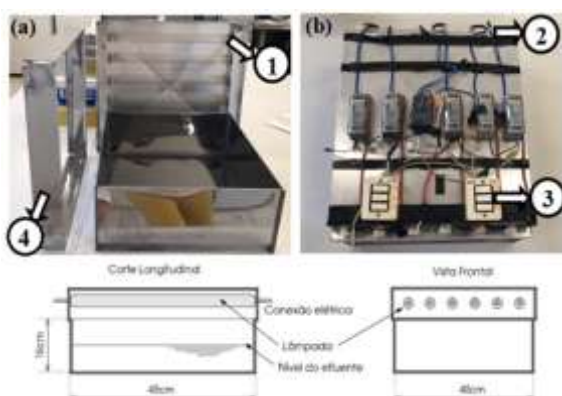 (a)
1
4
(b)
2
3
Corte Longitudinal
Vista Frontal
Conexão elétrica
Lâmpada
Nível do efluente
16cm
48cm
48cm